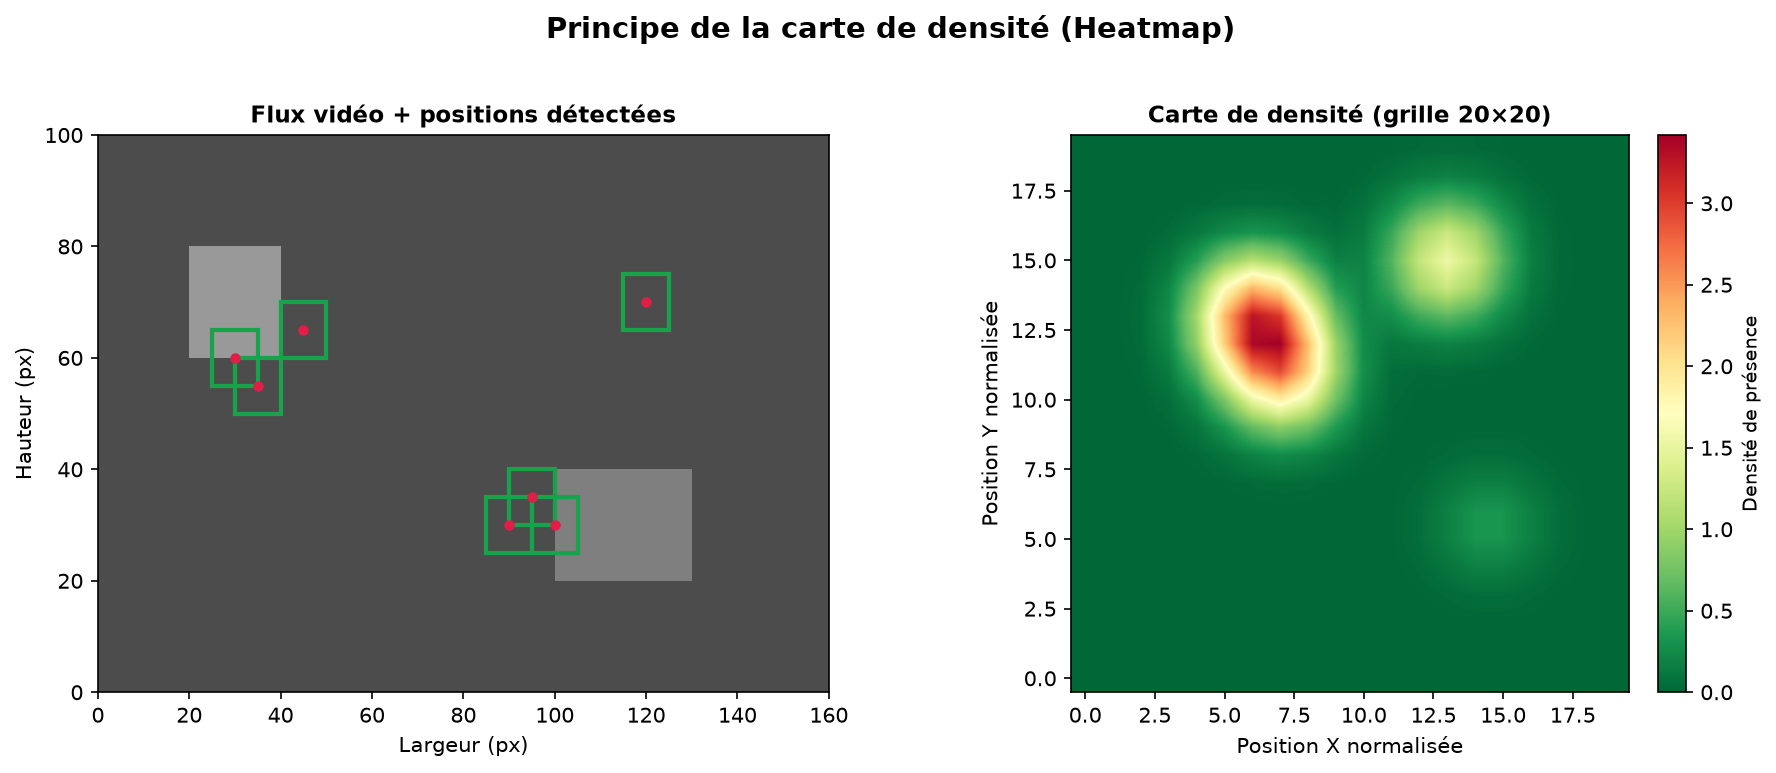 Principe de la carte de densité (Heatmap)
Flux vidéo + positions détectées
100
80
60
40
20
0
Hauteur (px)
0 20 40 60 80 100 120 140 160
Largeur (px)
Carte de densité (grille 20×20)
17.5
15.0
12.5
10.0
7.5
5.0
2.5
0.0
Position Y normalisée
0.0 2.5 5.0 7.5 10.0 12.5 15.0 17.5
Position X normalisée
3.0
2.5
2.0
1.5
1.0
0.5
0.0
Densité de présence